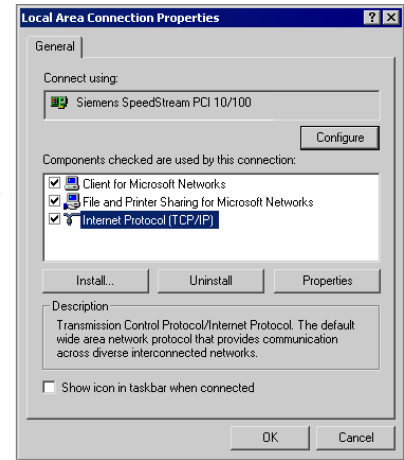 Local Area Connection Properties
General
Connect using:
Siemens SpeedStream PCI 10/100
Configure
Components checked are used by this connection:
Client for Microsoft Networks
File and Printer Sharing for Microsoft Networks
Internet Protocol (TCP/IP)
Install... Uninstall Properties
Description
Transmission Control Protocol/Internet Protocol. The default
wide area network protocol that provides communication
across diverse interconnected networks.
Show icon in taskbar when connected
OK Cancel